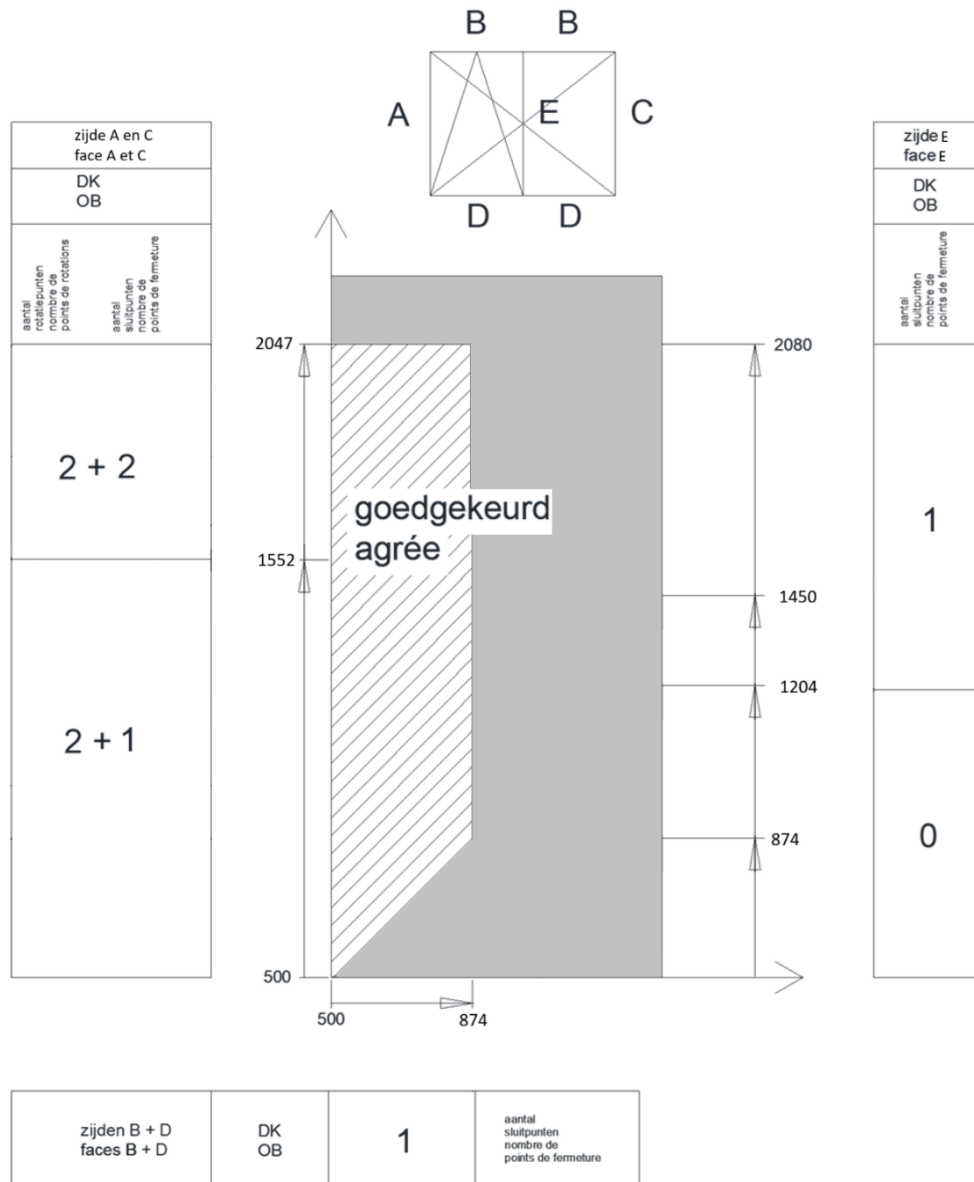 B B
A E C
D D
zijde A en C
face A et C
DK
OB
aantal
rotatiepunten
nombre de
points de rotations
aantal
sluitpunten
nombre de
points de fermeture
2 + 2
2 + 1
zijde E
face E
DK
OB
aantal
sluitpunten
nombre de
points de fermeture
1
0
2047
1552
500
goedgekeurd
agrée
2080
1450
1204
874
500
874
zijden B + D
faces B + D
DK
OB
1
aantal
sluitpunten
nombre de
points de fermeture